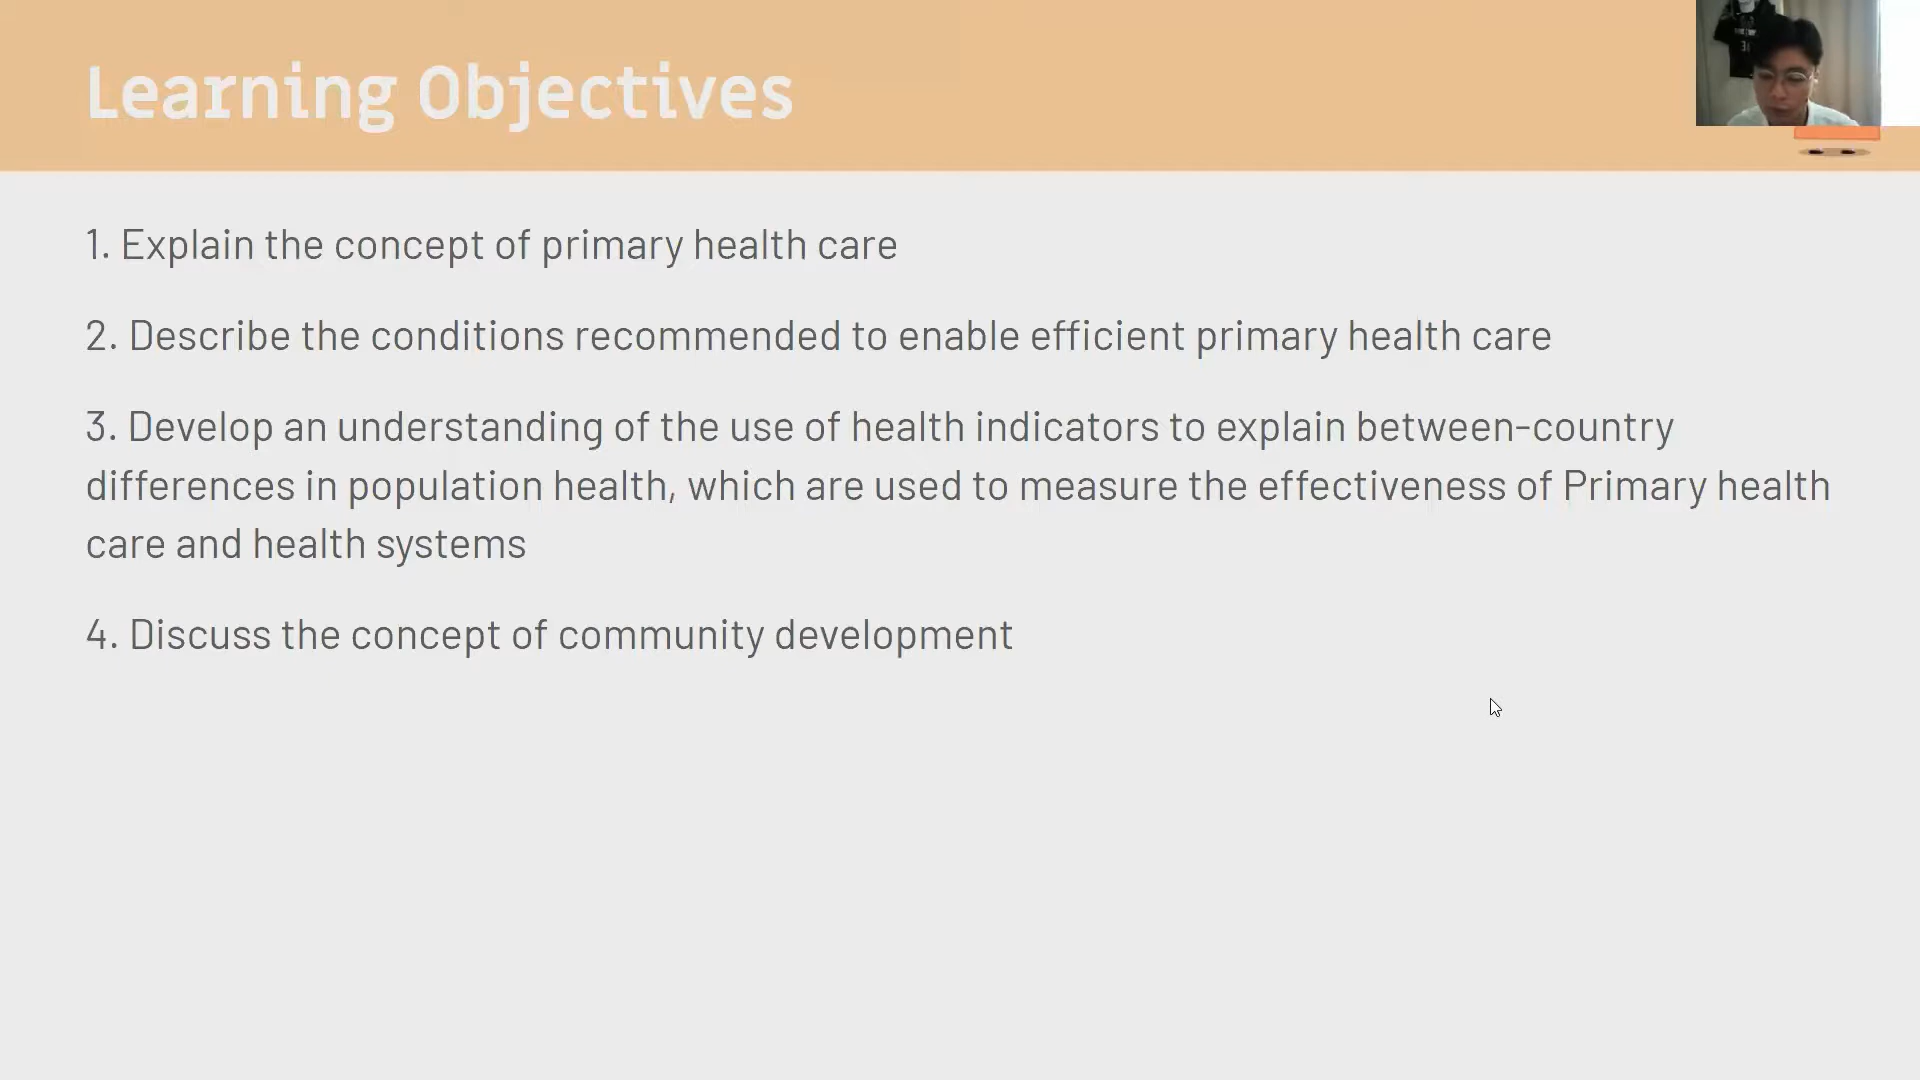 Learning Objectives
1. Explain the concept of primary health care
2. Describe the conditions recommended to enable efficient primary health care
3. Develop an understanding of the use of health indicators to explain between-country
differences in population health, which are used to measure the effectiveness of Primary health
care and health systems
4. Discuss the concept of community development